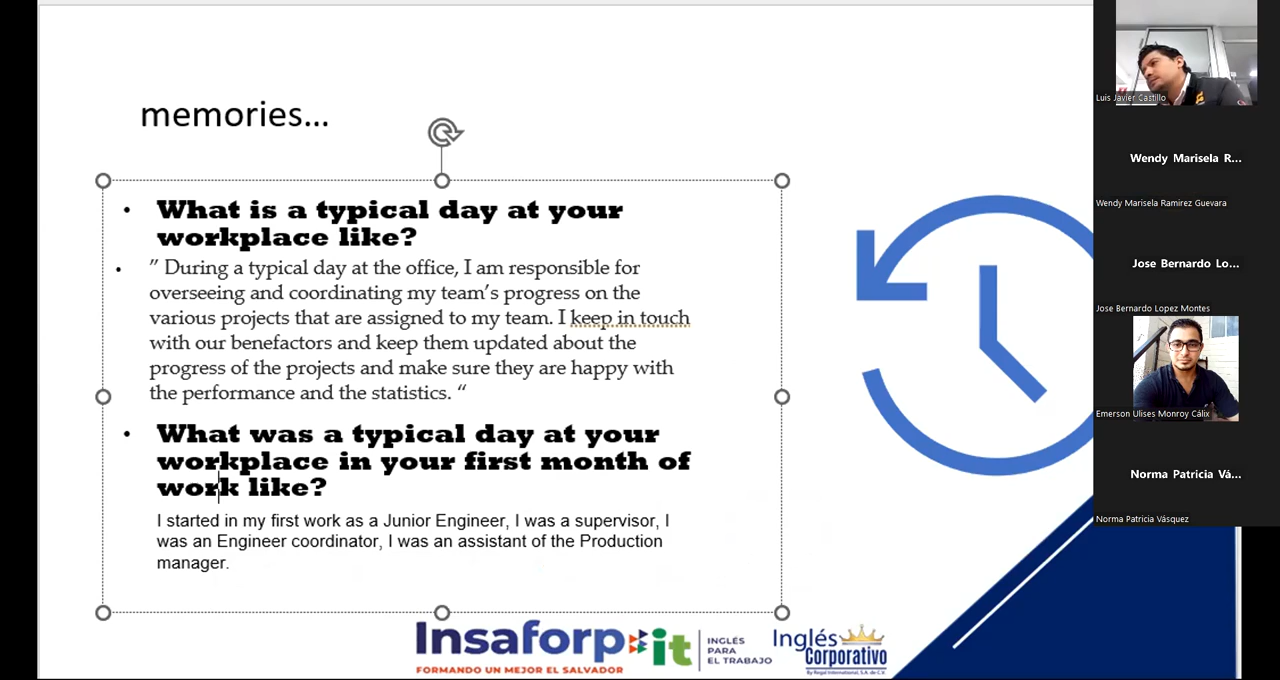 memories...
• What is a typical day at your
workplace like?
• " During a typical day at the office, I am responsible for
overseeing and coordinating my team's progress on the
various projects that are assigned to my team. I keep in touch
with our benefactors and keep them updated about the
progress of the projects and make sure they are happy with
the performance and the statistics. "
• What was a typical day at your
workplace in your first month of
work like?
I started in my first work as a Junior Engineer, I was a supervisor, I
was an Engineer coordinator, I was an assistant of the Production
manager.
Insaforp
FORMANDO UN MEJOR EL SALVADOR
it
INGLÉS
PARA
EL TRABAJO
Inglés
Corporativo
By Regal International, S.A. de C.V.
Luis Javier Castillo
Wendy Marisela R...
Wendy Marisela Ramirez Guevara
Jose Bernardo Lo...
Jose Bernardo Lopez Montes
Emerson Ulises Monroy Cálix
Norma Patricia Vá...
Norma Patricia Vásquez